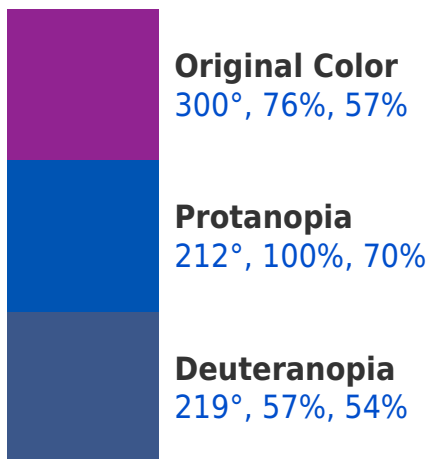 Original Color
300°, 76%, 57%
Protanopia
212°, 100%, 70%
Deuteranopia
219°, 57%, 54%